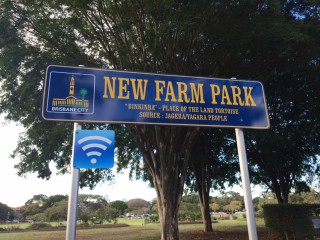 NEW FARM PARK
"BINKINBA" - PLACE OF THE LAND TORTOISE
SOURCE : JAGERA/YAGARA PEOPLE
BRISBANE CITY